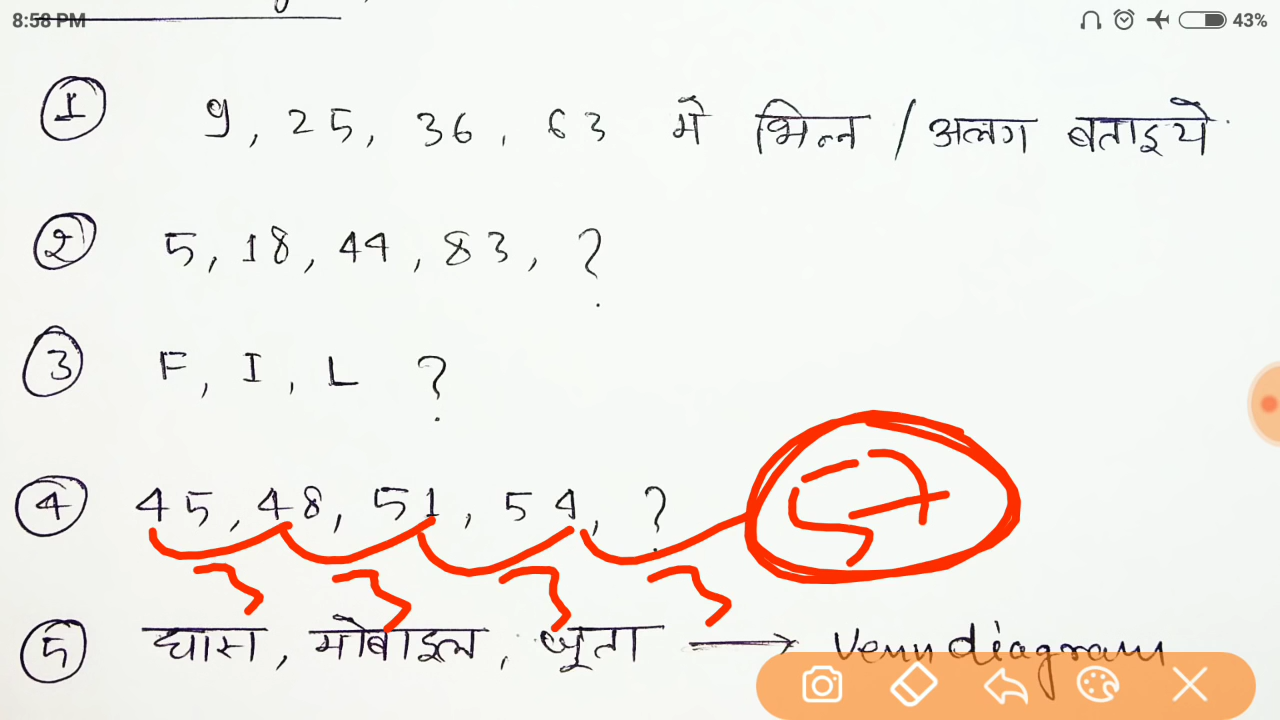 8:58 PM 43%
1 9, 25, 36, 63 में भिन्न / अलग बताइये
2 5, 18, 44, 83, ?
3 F, I, L ?
4 45, 48, 51, 54, ? 57
3 3 3 3
5 घास, मोबाइल, जूता → Venn diagram